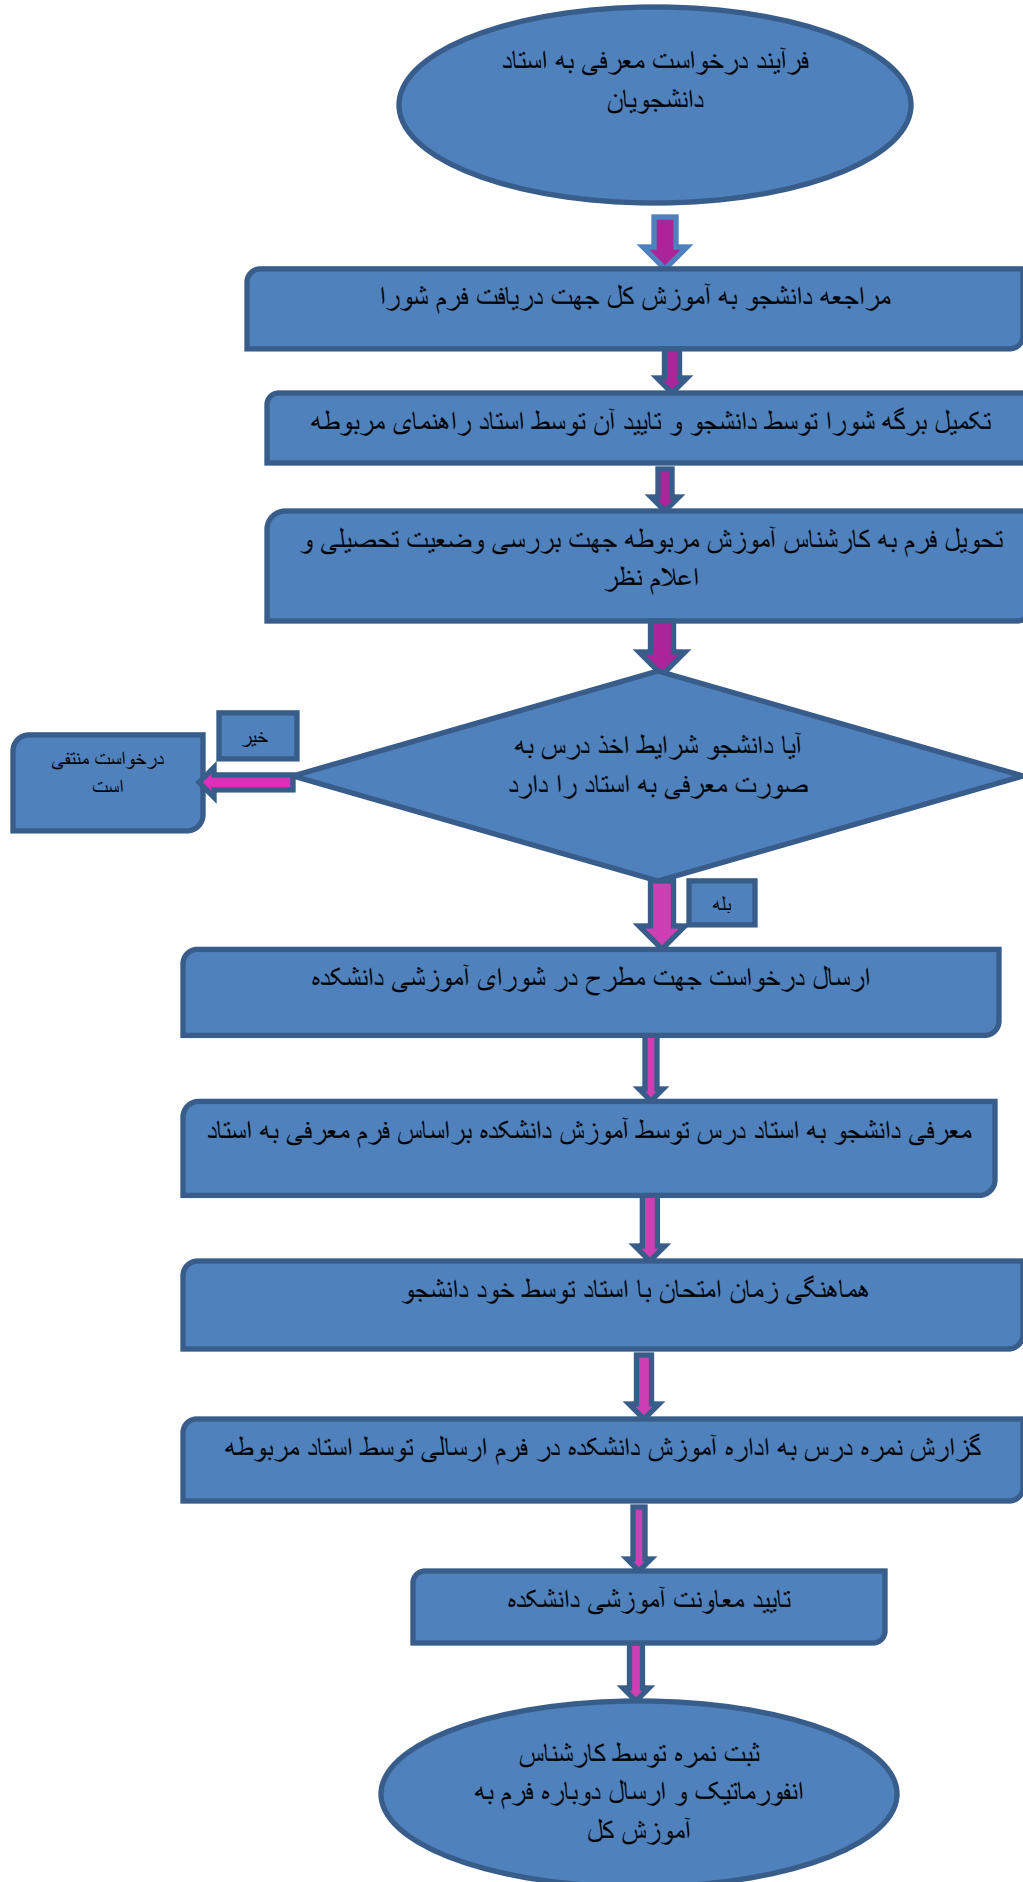 فرآیند درخواست معرفی به استاد
دانشجویان
مراجعه دانشجو به آموزش کل جهت دریافت فرم شورا
تکمیل برگه شورا توسط دانشجو و تایید آن توسط استاد راهنمای مربوطه
تحویل فرم به کارشناس آموزش مربوطه جهت بررسی وضعیت تحصیلی و
اعلام نظر
آیا دانشجو شرایط اخذ درس به
صورت معرفی به استاد را دارد
خیر
درخواست منتفی
است
بله
ارسال درخواست جهت مطرح در شورای آموزشی دانشکده
معرفی دانشجو به استاد درس توسط آموزش دانشکده براساس فرم معرفی به استاد
هماهنگی زمان امتحان با استاد توسط خود دانشجو
گزارش نمره درس به اداره آموزش دانشکده در فرم ارسالی توسط استاد مربوطه
تایید معاونت آموزشی دانشکده
ثبت نمره توسط کارشناس
انفورماتیک و ارسال دوباره فرم به
آموزش کل